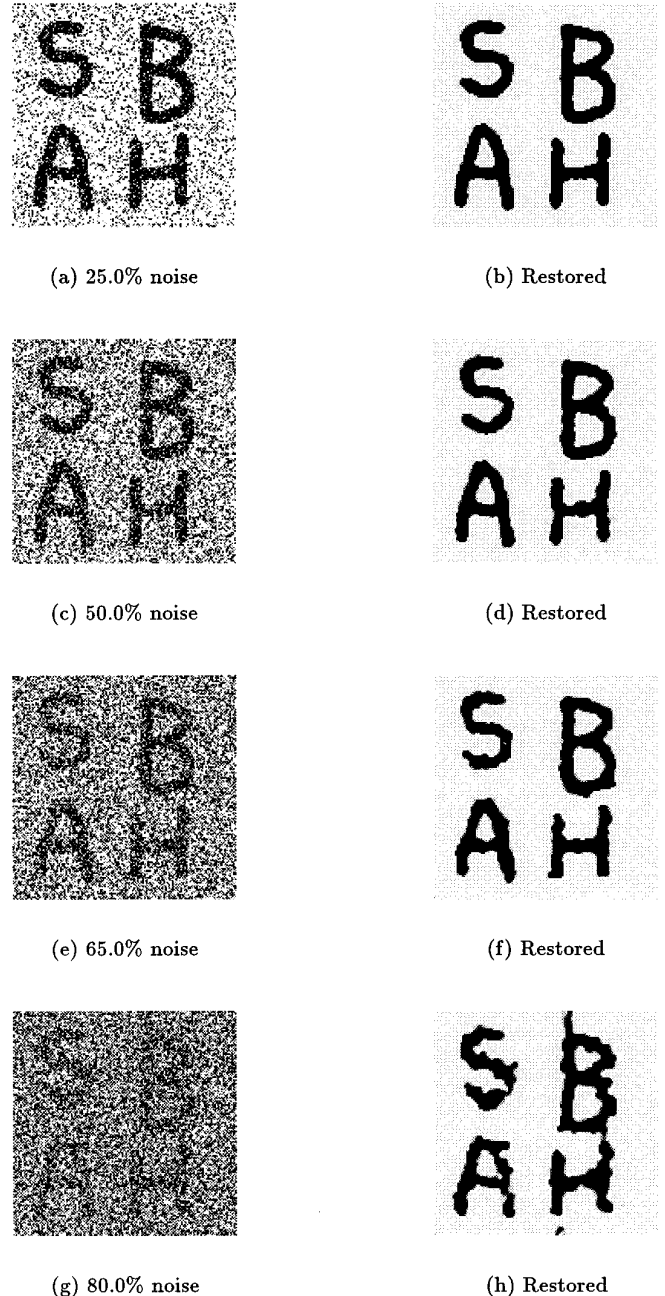 S B
A H
S B
A H
(a) 25.0% noise (b) Restored
S B
A H
S B
A H
(c) 50.0% noise (d) Restored
S B
A H
S B
A H
(e) 65.0% noise (f) Restored
S B
A H
S B
A H
(g) 80.0% noise (h) Restored